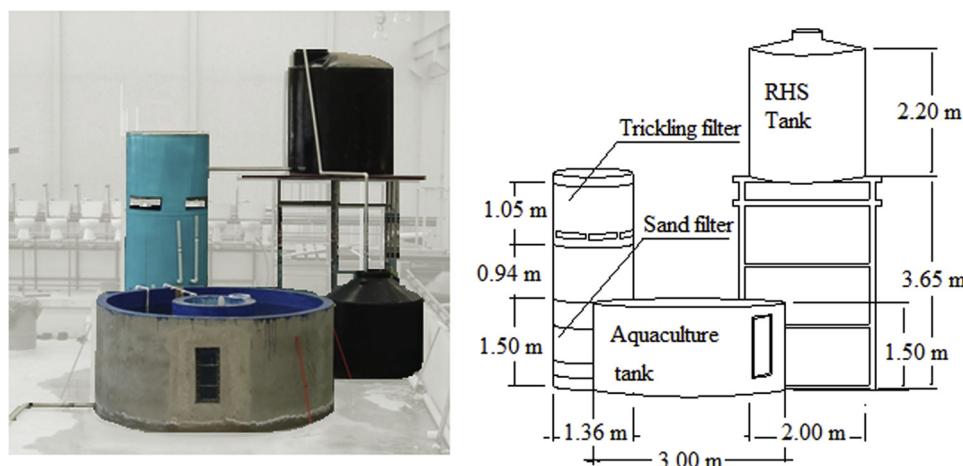 RHS
Tank
2.20 m
Trickling filter
1.05 m
Sand filter
0.94 m
3.65 m
1.50 m
Aquaculture
tank
1.50 m
1.36 m
2.00 m
3.00 m